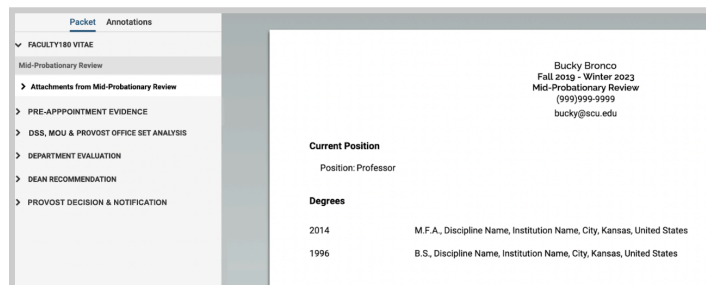 Packet Annotations
FACULTY180 VITAE
Mid-Probationary Review
Attachments from Mid-Probationary Review
PRE-APPPOINTMENT EVIDENCE
DSS, MOU & PROVOST OFFICE SET ANALYSIS
DEPARTMENT EVALUATION
DEAN RECOMMENDATION
PROVOST DECISION & NOTIFICATION
Bucky Bronco
Fall 2019 - Winter 2023
Mid-Probationary Review
(999)999-9999
bucky@scu.edu
Current Position
Position: Professor
Degrees
2014 M.F.A., Discipline Name, Institution Name, City, Kansas, United States
1996 B.S., Discipline Name, Institution Name, City, Kansas, United States